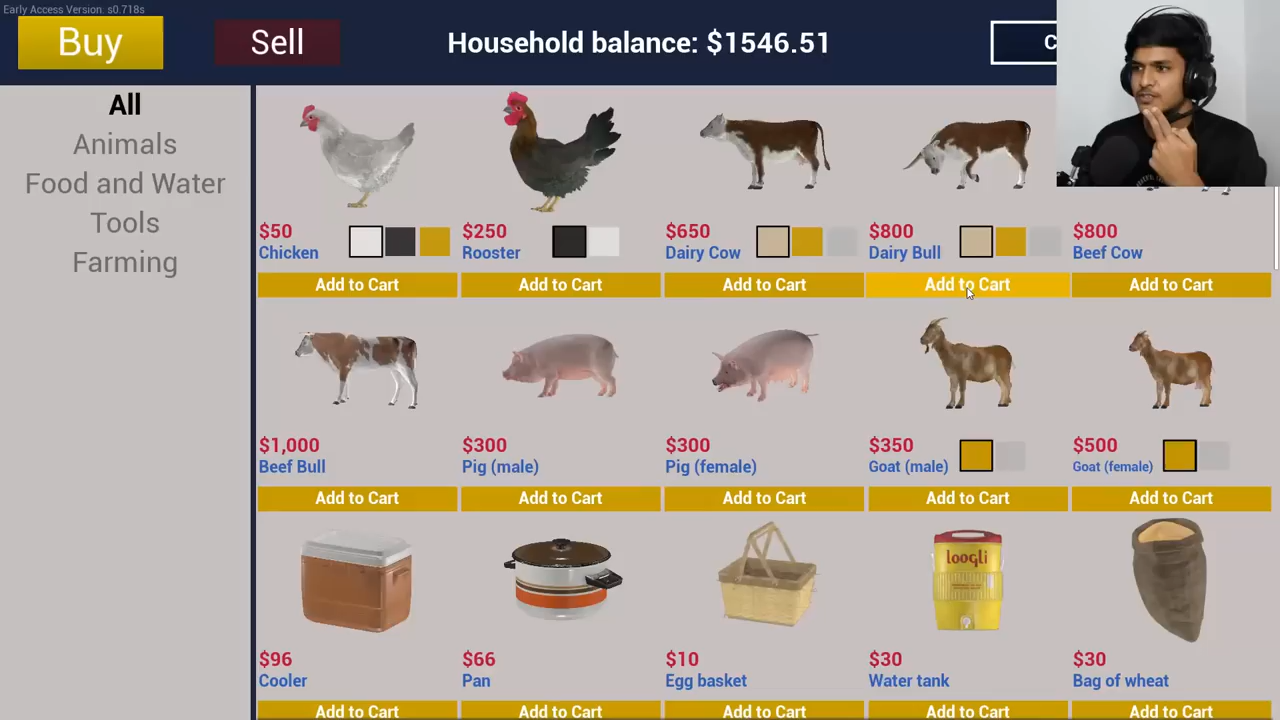 Early Access Version s0.718s
Buy
Sell
Household balance: $1546.51
C
All
Animals
Food and Water
Tools
Farming
$50
Chicken
$250
Rooster
$650
Dairy Cow
$800
Dairy Bull
$800
Beef Cow
Add to Cart
Add to Cart
Add to Cart
Add to Cart
Add to Cart
$1,000
Beef Bull
$300
Pig (male)
$300
Pig (female)
$350
Goat (male)
$500
Goat (female)
Add to Cart
Add to Cart
Add to Cart
Add to Cart
Add to Cart
loogli
$96
Cooler
$66
Pan
$10
Egg basket
$30
Water tank
$30
Bag of wheat
Add to Cart
Add to Cart
Add to Cart
Add to Cart
Add to Cart